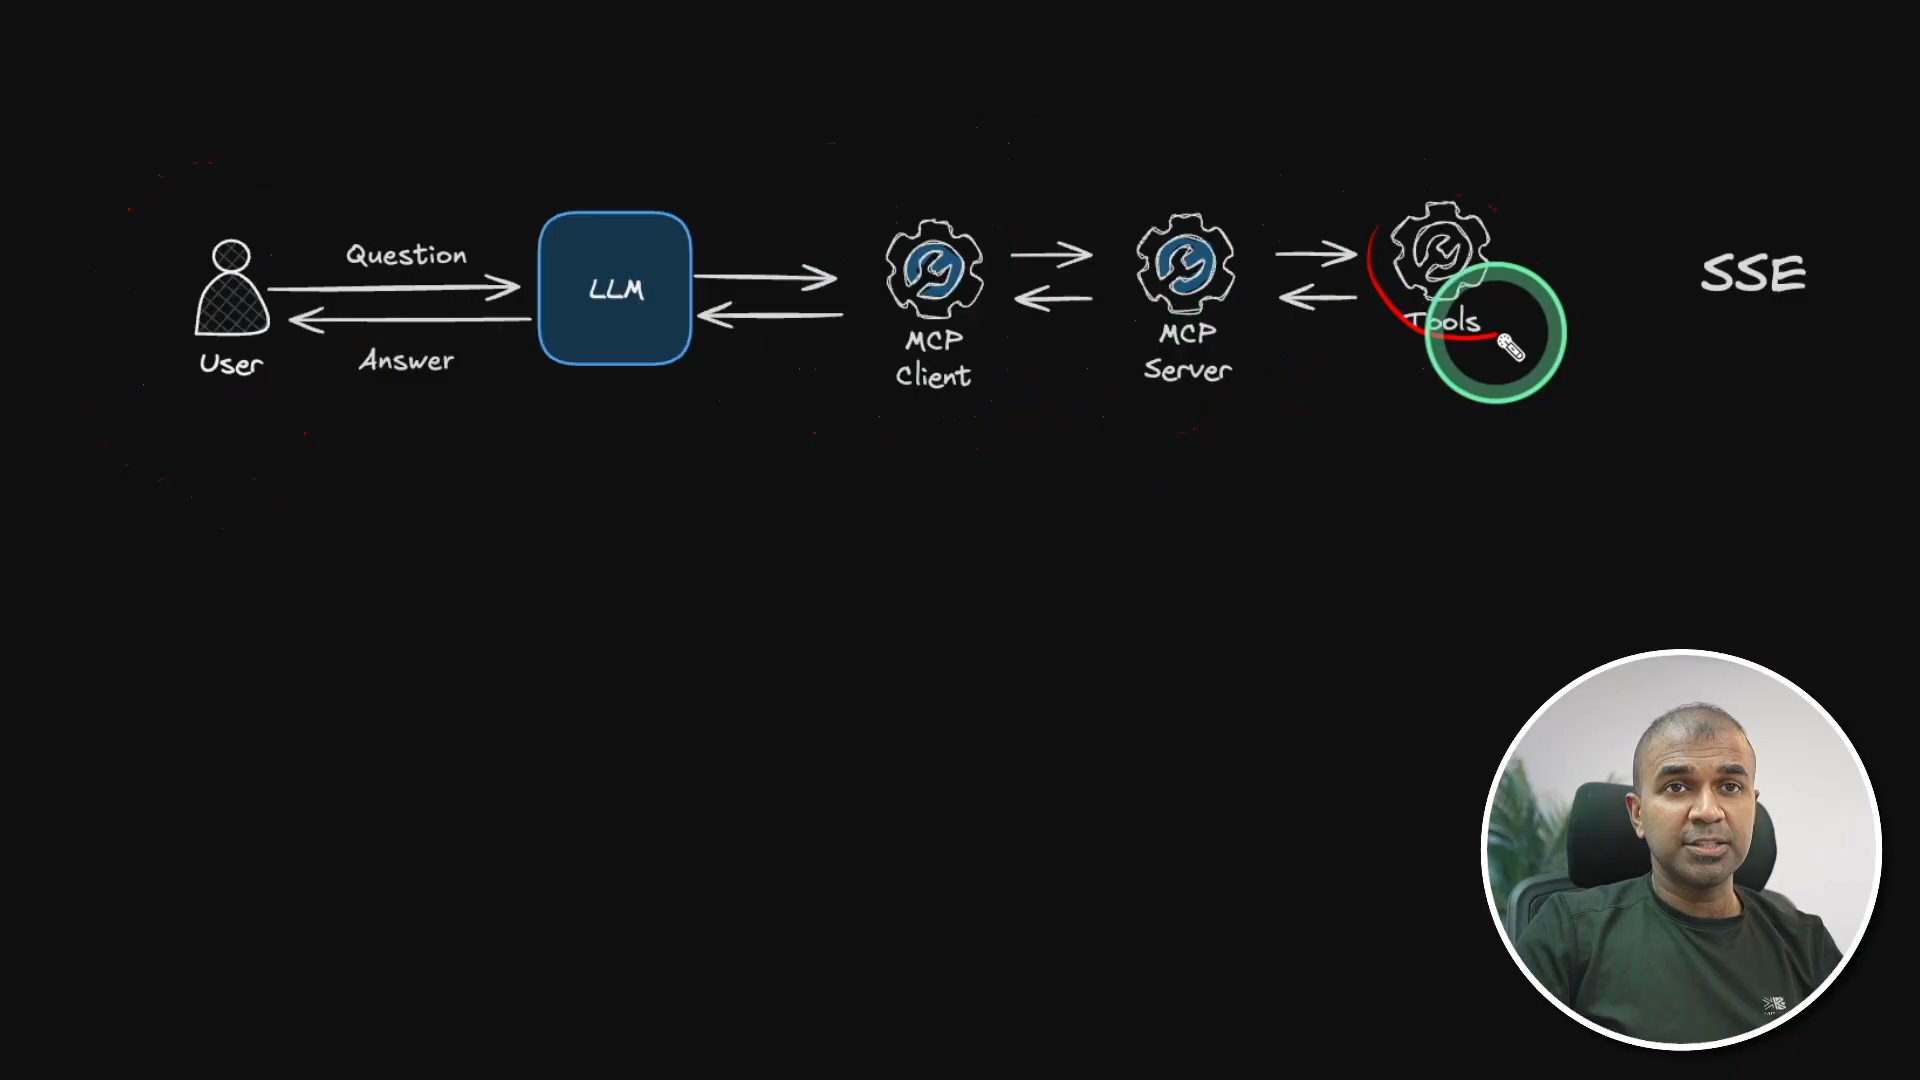 Question
Answer
User
LLM
MCP
Client
MCP
Server
Tools
SSE